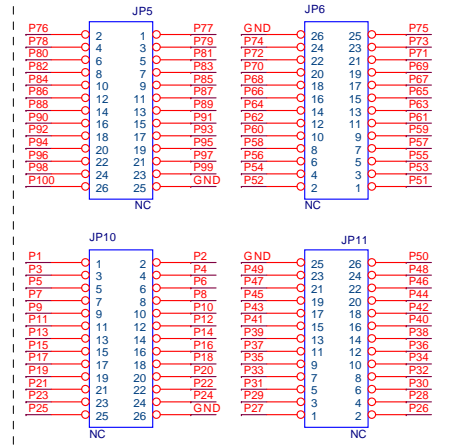 JP5 JP6
P76 2 1 P77 GND 26 25 P75
P78 4 3 P79 P74 24 23 P73
P80 6 5 P81 P72 22 21 P71
P82 8 7 P83 P70 20 19 P69
P84 10 9 P85 P68 18 17 P67
P86 12 11 P87 P66 16 15 P65
P88 14 13 P89 P64 14 13 P63
P90 16 15 P91 P62 12 11 P61
P92 18 17 P93 P60 10 9 P59
P94 20 19 P95 P58 8 7 P57
P96 22 21 P97 P56 6 5 P55
P98 24 23 P99 P54 4 3 P53
P100 26 25 GND P52 2 1 P51
NC NC
JP10 JP11
P1 1 2 P2 GND 25 26 P50
P3 3 4 P4 P49 23 24 P48
P5 5 6 P6 P47 21 22 P46
P7 7 8 P8 P45 19 20 P44
P9 9 10 P10 P43 17 18 P42
P11 11 12 P12 P41 15 16 P40
P13 13 14 P14 P39 13 14 P38
P15 15 16 P16 P37 11 12 P36
P17 17 18 P18 P35 9 10 P34
P19 19 20 P20 P33 7 8 P32
P21 21 22 P22 P31 5 6 P30
P23 23 24 P24 P29 3 4 P28
P25 25 26 GND P27 1 2 P26
NC NC